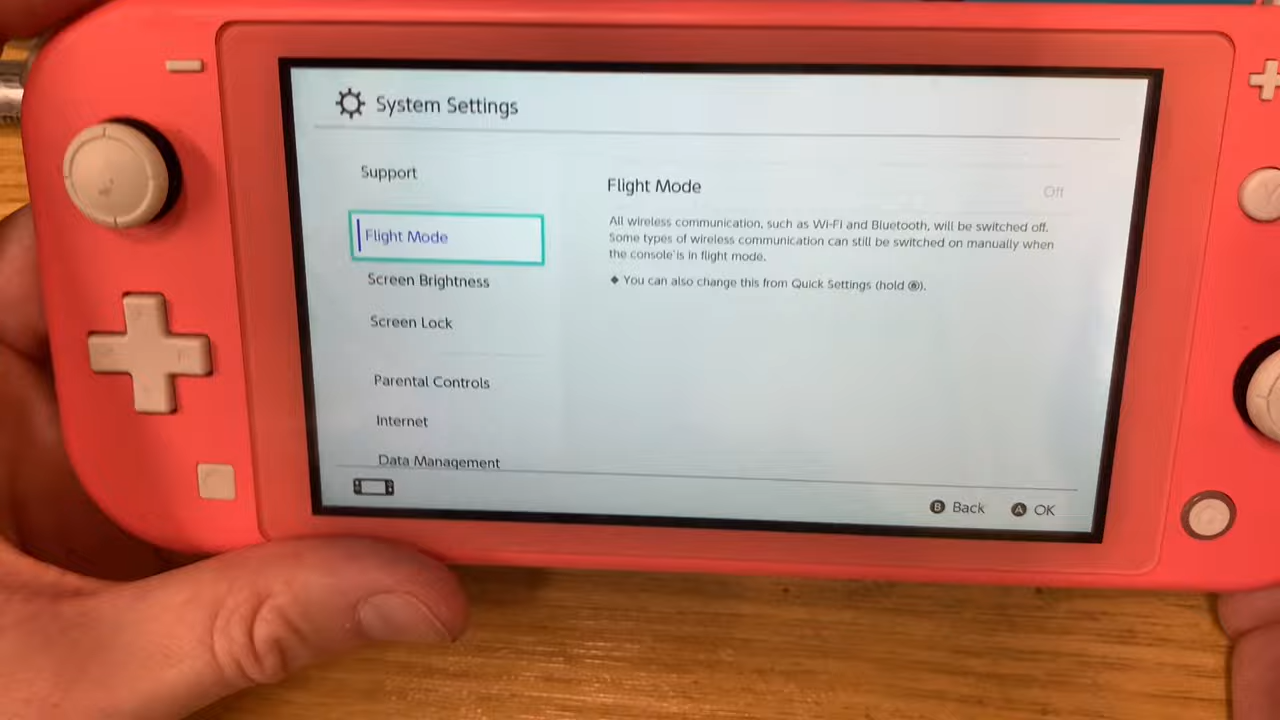 System Settings
Support
Flight Mode
Screen Brightness
Screen Lock
Parental Controls
Internet
Data Management
Flight Mode
Off
All wireless communication, such as Wi-Fi and Bluetooth, will be switched off.
Some types of wireless communication can still be switched on manually when
the console is in flight mode.
◆ You can also change this from Quick Settings (hold).
B Back
A OK